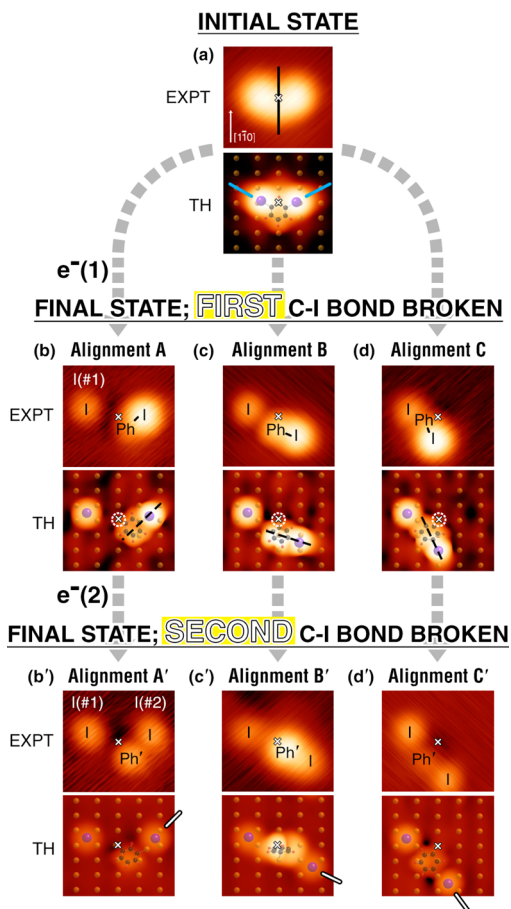 INITIAL STATE
(a)
EXPT
[11̅0]
TH
e⁻(1)
FINAL STATE; FIRST C-I BOND BROKEN
(b) Alignment A (c) Alignment B (d) Alignment C
I(#1)
EXPT I Ph I I Ph I I Ph I
TH
e⁻(2)
FINAL STATE; SECOND C-I BOND BROKEN
(b′) Alignment A′ (c′) Alignment B′ (d′) Alignment C′
I(#1) I(#2)
EXPT I Ph′ I I Ph′ I I Ph′ I
TH